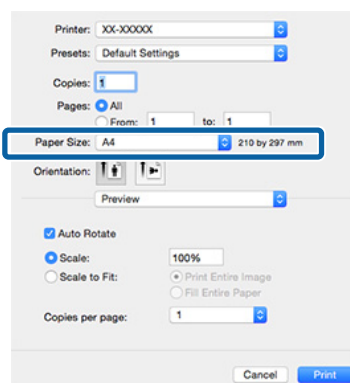 Printer: XX-XXXXX
Presets: Default Settings
Copies: 1
Pages: All
From: 1 to: 1
Paper Size: A4 210 by 297 mm
Orientation:
Preview
Auto Rotate
Scale: 100%
Scale to Fit: Print Entire Image
Fill Entire Paper
Copies per page: 1
Cancel Print